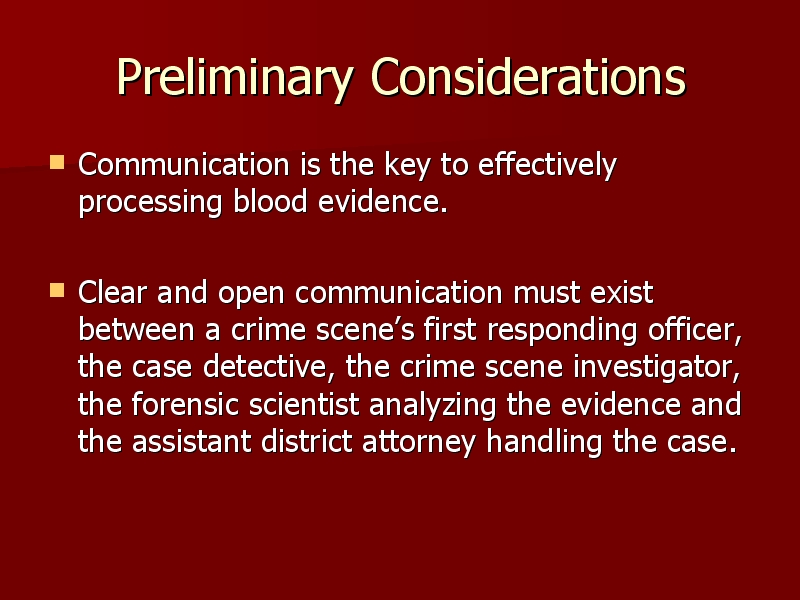 Preliminary Considerations
Communication is the key to effectively
processing blood evidence.
Clear and open communication must exist
between a crime scene’s first responding officer,
the case detective, the crime scene investigator,
the forensic scientist analyzing the evidence and
the assistant district attorney handling the case.